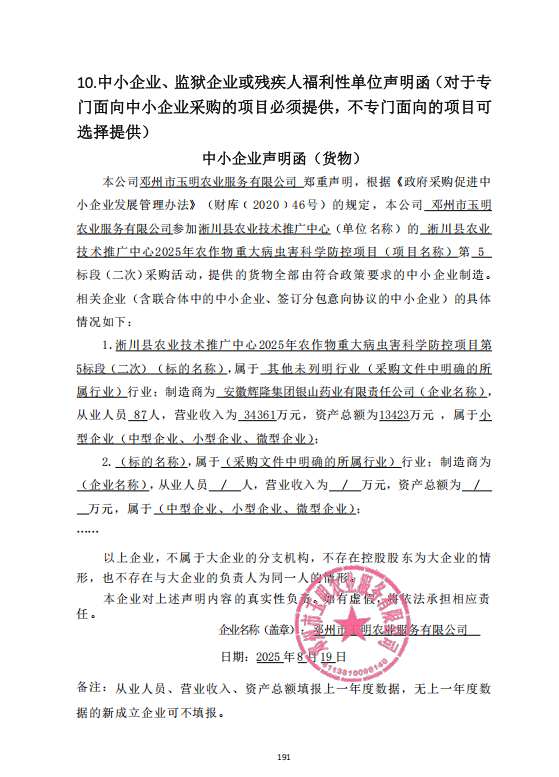 10.中小企业、监狱企业或残疾人福利性单位声明函（对于专
门面向中小企业采购的项目必须提供，不专门面向的项目可
选择提供）
中小企业声明函（货物）
本公司邓州市玉明农业服务有限公司 郑重声明，根据《政府采购促进中
小企业发展管理办法》（财库﹝2020﹞46号）的规定，本公司 邓州市玉明
农业服务有限公司参加淅川县农业技术推广中心（单位名称）的 淅川县农业
技术推广中心2025年农作物重大病虫害科学防控项目（项目名称）第 5
标段（二次）采购活动，提供的货物全部由符合政策要求的中小企业制造。
相关企业（含联合体中的中小企业、签订分包意向协议的中小企业）的具体
情况如下：
1.淅川县农业技术推广中心2025年农作物重大病虫害科学防控项目第
5标段（二次）（标的名称），属于 其他未列明行业（采购文件中明确的所
属行业）行业；制造商为 安徽辉隆集团银山药业有限责任公司（企业名称），
从业人员 87人，营业收入为 34361万元，资产总额为13423万元 ，属于小
型企业（中型企业、小型企业、微型企业）；
2. （标的名称），属于（采购文件中明确的所属行业）行业；制造商为
（企业名称），从业人员 / 人，营业收入为 / 万元，资产总额为 /
万元，属于（中型企业、小型企业、微型企业）；
……
以上企业，不属于大企业的分支机构，不存在控股股东为大企业的情
形，也不存在与大企业的负责人为同一人的情形。
本企业对上述声明内容的真实性负责。如有虚假，将依法承担相应责
任。
企业名称（盖章）：邓州市玉明农业服务有限公司
日期：2025年8月19日
邓州市玉明农业服务有限公司
4113810006140
备注：从业人员、营业收入、资产总额填报上一年度数据，无上一年度数
据的新成立企业可不填报。
191